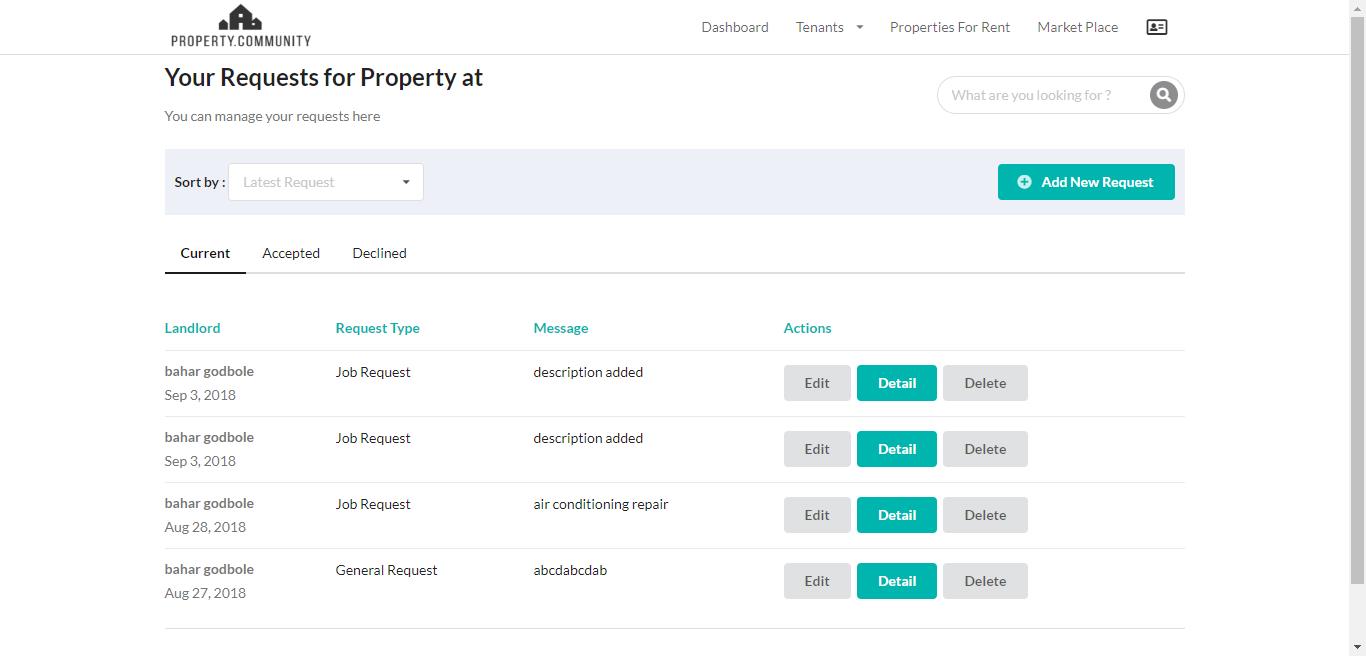 PROPERTY.COMMUNITY
Dashboard Tenants Properties For Rent Market Place
Your Requests for Property at
What are you looking for ?
You can manage your requests here
Sort by : Latest Request Add New Request
Current Accepted Declined
Landlord Request Type Message Actions
bahar godbole Job Request description added Edit Detail Delete
Sep 3, 2018
bahar godbole Job Request description added Edit Detail Delete
Sep 3, 2018
bahar godbole Job Request air conditioning repair Edit Detail Delete
Aug 28, 2018
bahar godbole General Request abcdabcdab Edit Detail Delete
Aug 27, 2018